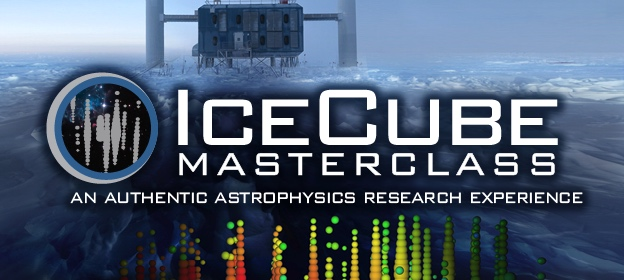 IceCube
MASTERCLASS
AN AUTHENTIC ASTROPHYSICS RESEARCH EXPERIENCE